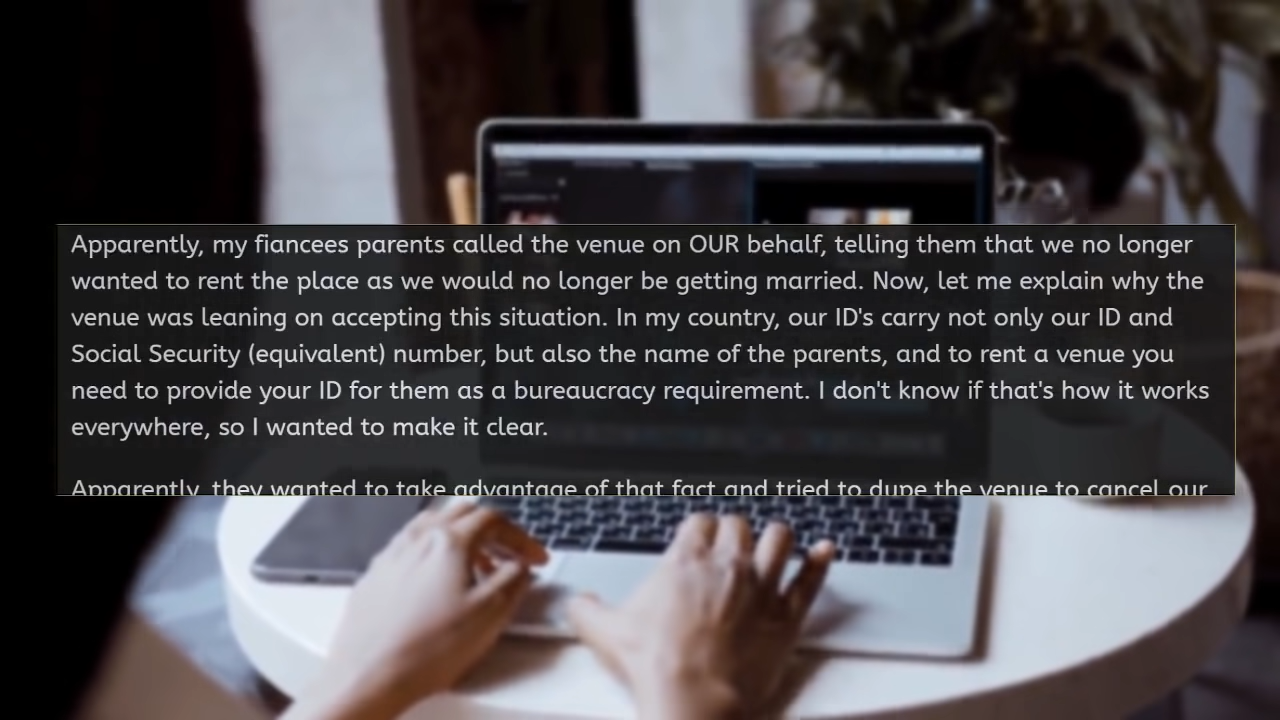 Apparently, my fiancees parents called the venue on OUR behalf, telling them that we no longer
wanted to rent the place as we would no longer be getting married. Now, let me explain why the
venue was leaning on accepting this situation. In my country, our ID's carry not only our ID and
Social Security (equivalent) number, but also the name of the parents, and to rent a venue you
need to provide your ID for them as a bureaucracy requirement. I don't know if that's how it works
everywhere, so I wanted to make it clear.
Apparently, they wanted to take advantage of that fact and tried to dupe the venue to cancel our